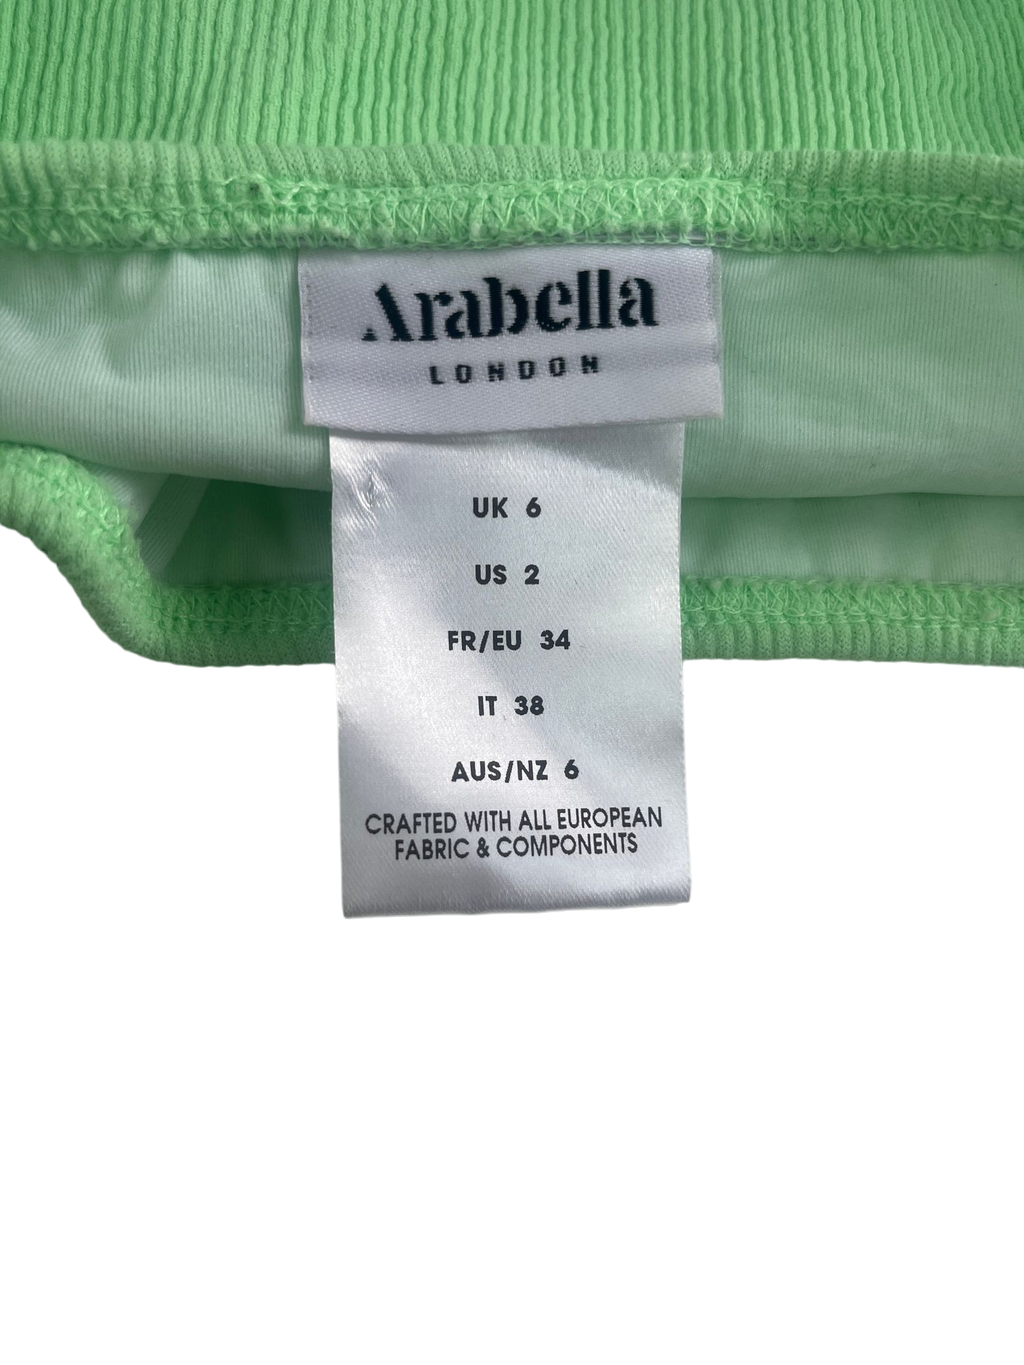 Arabella
LONDON
UK 6
US 2
FR/EU 34
IT 38
AUS/NZ 6
CRAFTED WITH ALL EUROPEAN
FABRIC & COMPONENTS